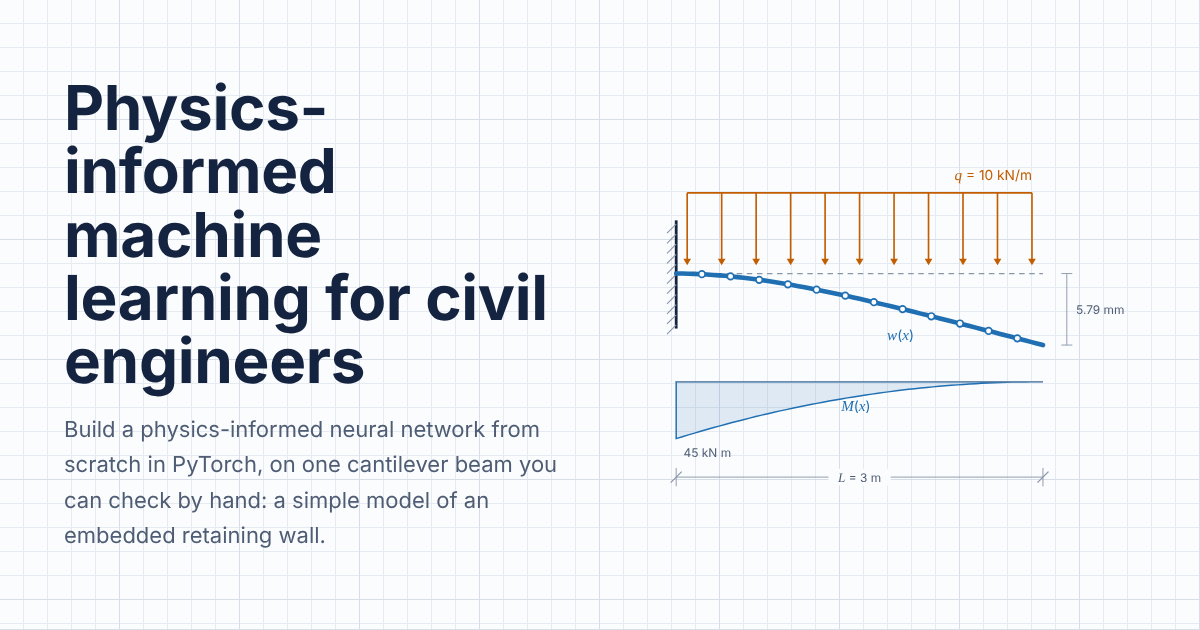 Physics-
informed
machine
learning for civil
engineers
Build a physics-informed neural network from
scratch in PyTorch, on one cantilever beam you
can check by hand: a simple model of an
embedded retaining wall.
q = 10 kN/m
5.79 mm
w(x)
M(x)
45 kN m
L = 3 m